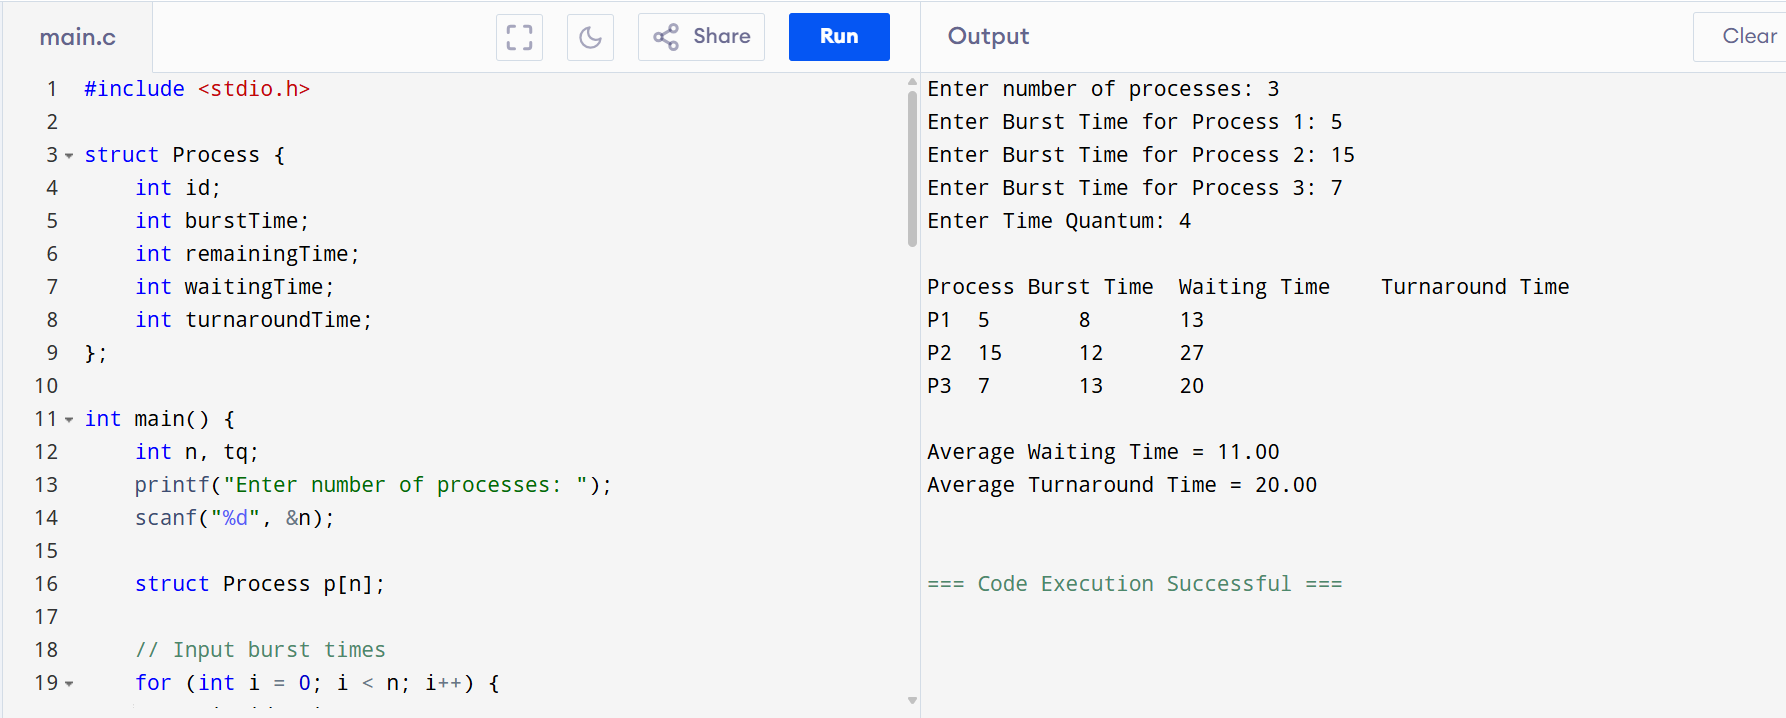 main.c
Share
Run
1 #include <stdio.h>
2
3 struct Process {
4 int id;
5 int burstTime;
6 int remainingTime;
7 int waitingTime;
8 int turnaroundTime;
9 };
10
11 int main() {
12 int n, tq;
13 printf("Enter number of processes: ");
14 scanf("%d", &n);
15
16 struct Process p[n];
17
18 // Input burst times
19 for (int i = 0; i < n; i++) {
Output
Clear
Enter number of processes: 3
Enter Burst Time for Process 1: 5
Enter Burst Time for Process 2: 15
Enter Burst Time for Process 3: 7
Enter Time Quantum: 4
Process Burst Time Waiting Time Turnaround Time
P1 5 8 13
P2 15 12 27
P3 7 13 20
Average Waiting Time = 11.00
Average Turnaround Time = 20.00
=== Code Execution Successful ===